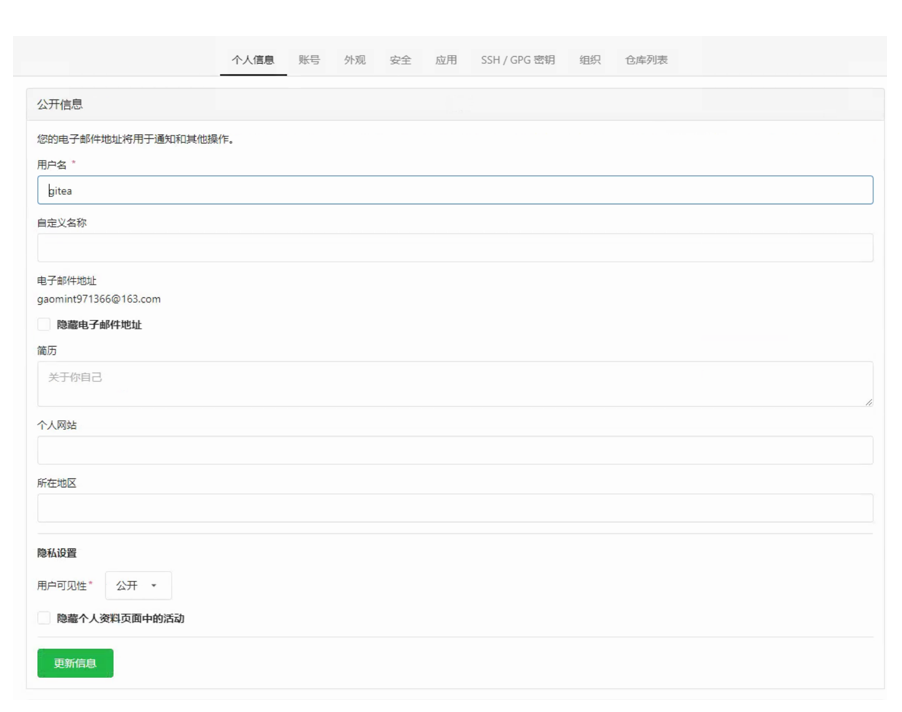 个人信息 账号 外观 安全 应用 SSH / GPG 密钥 组织 仓库列表
公开信息
您的电子邮件地址将用于通知和其他操作。
用户名 *
gitea
自定义名称
电子邮件地址
gaomint971366@163.com
隐藏电子邮件地址
简历
关于你自己
个人网站
所在地区
隐私设置
用户可见性* 公开
隐藏个人资料页面中的活动
更新信息